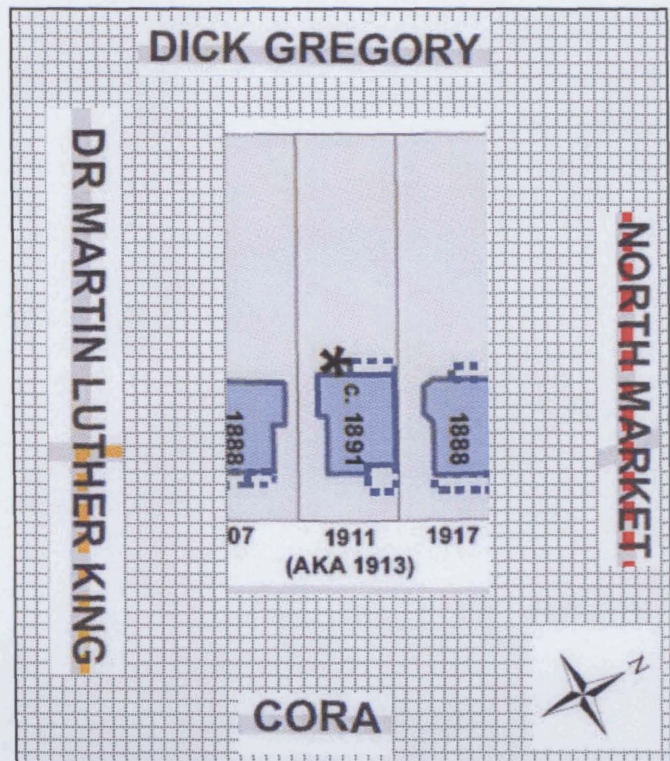 DICK GREGORY
DR MARTIN LUTHER KING
NORTH MARKET
*
1888
c. 1891
1888
07
1911
1917
(AKA 1913)
N
CORA